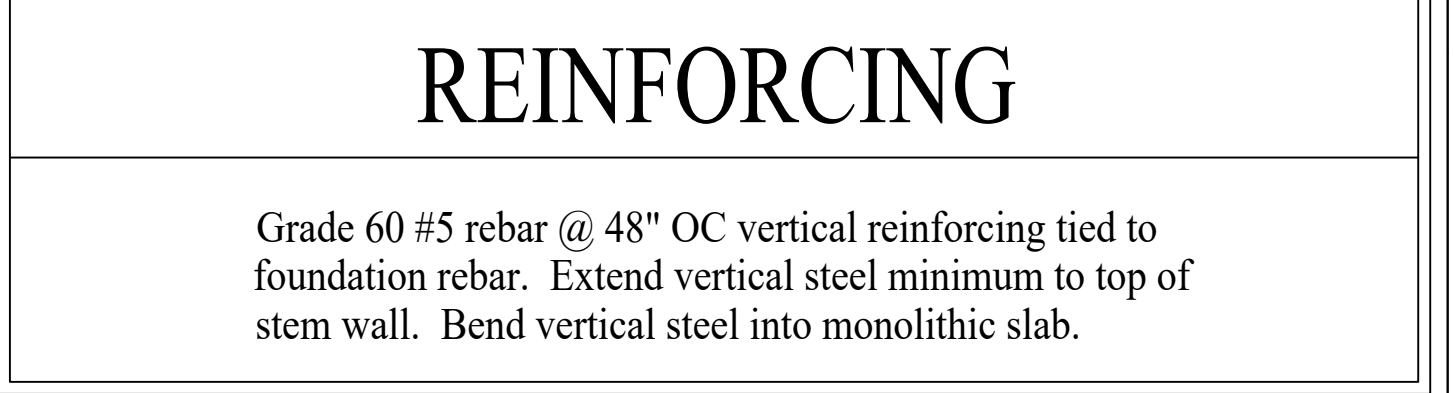 REINFORCING
Grade 60 #5 rebar @ 48" OC vertical reinforcing tied to
foundation rebar.  Extend vertical steel minimum to top of
stem wall.  Bend vertical steel into monolithic slab.